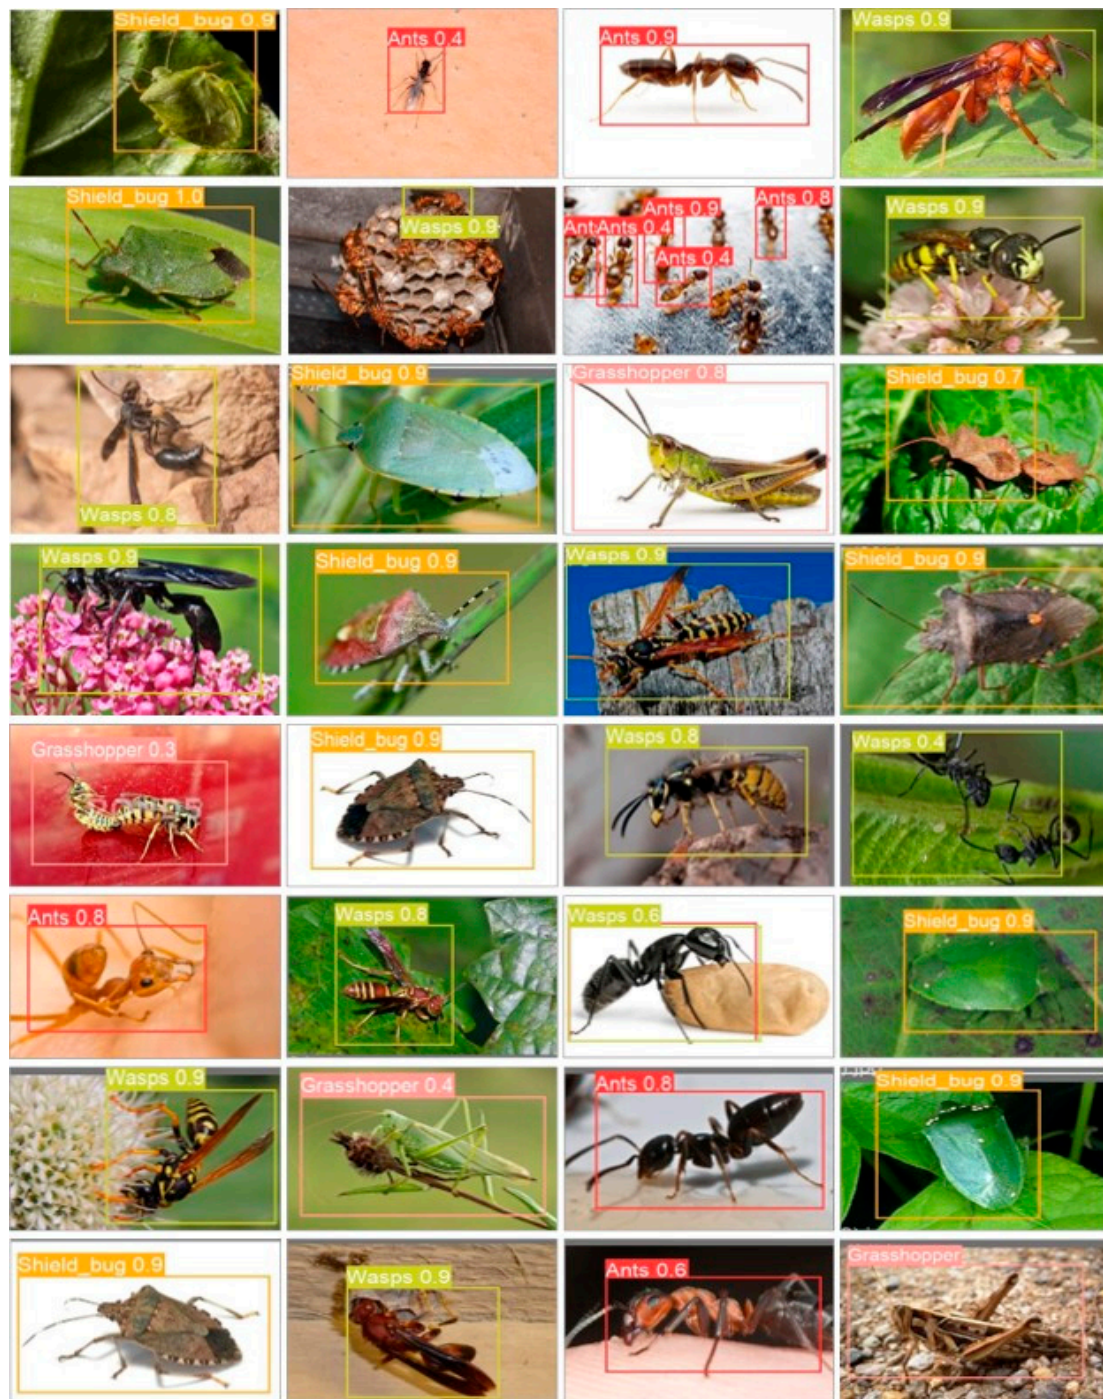 Shield_bug 0.9
Ants 0.4
Ants 0.9
Wasps 0.9
Shield_bug 1.0
Wasps 0.9
Ants 0.9
Ants 0.8
Ant
Ants 0.4
Ants 0.4
Wasps 0.9
Wasps 0.8
Shield_bug 0.9
Grasshopper 0.8
Shield_bug 0.7
Wasps 0.9
Shield_bug 0.9
Wasps 0.9
Shield_bug 0.9
Grasshopper 0.3
Shield_bug 0.9
Wasps 0.8
Wasps 0.4
Ants 0.8
Wasps 0.8
Wasps 0.6
Shield_bug 0.9
Wasps 0.9
Grasshopper 0.4
Ants 0.8
Shield_bug 0.9
Shield_bug 0.9
Wasps 0.9
Ants 0.6
Grasshopper